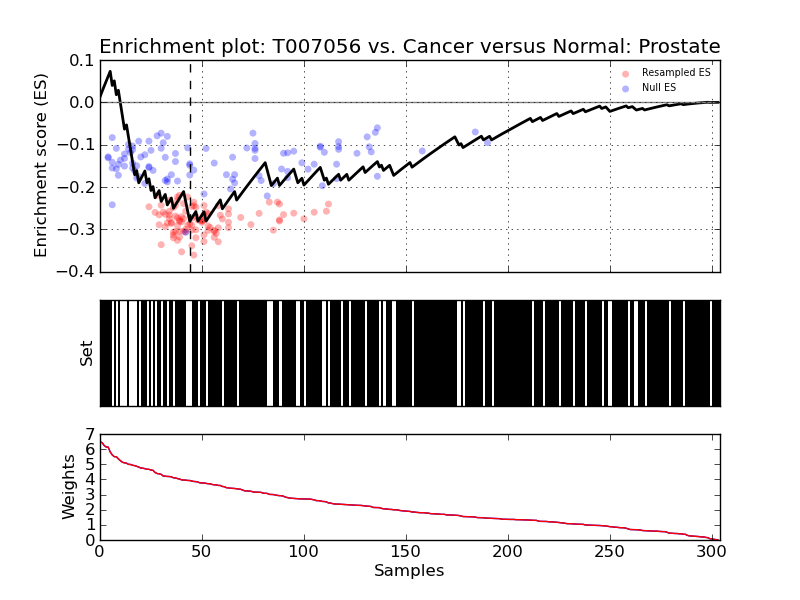 Enrichment plot: T007056 vs. Cancer versus Normal: Prostate
Enrichment score (ES)
0.1
0.0
−0.1
−0.2
−0.3
−0.4
Resampled ES
Null ES
Set
Weights
7
6
5
4
3
2
1
0
0 50 100 150 200 250 300
Samples